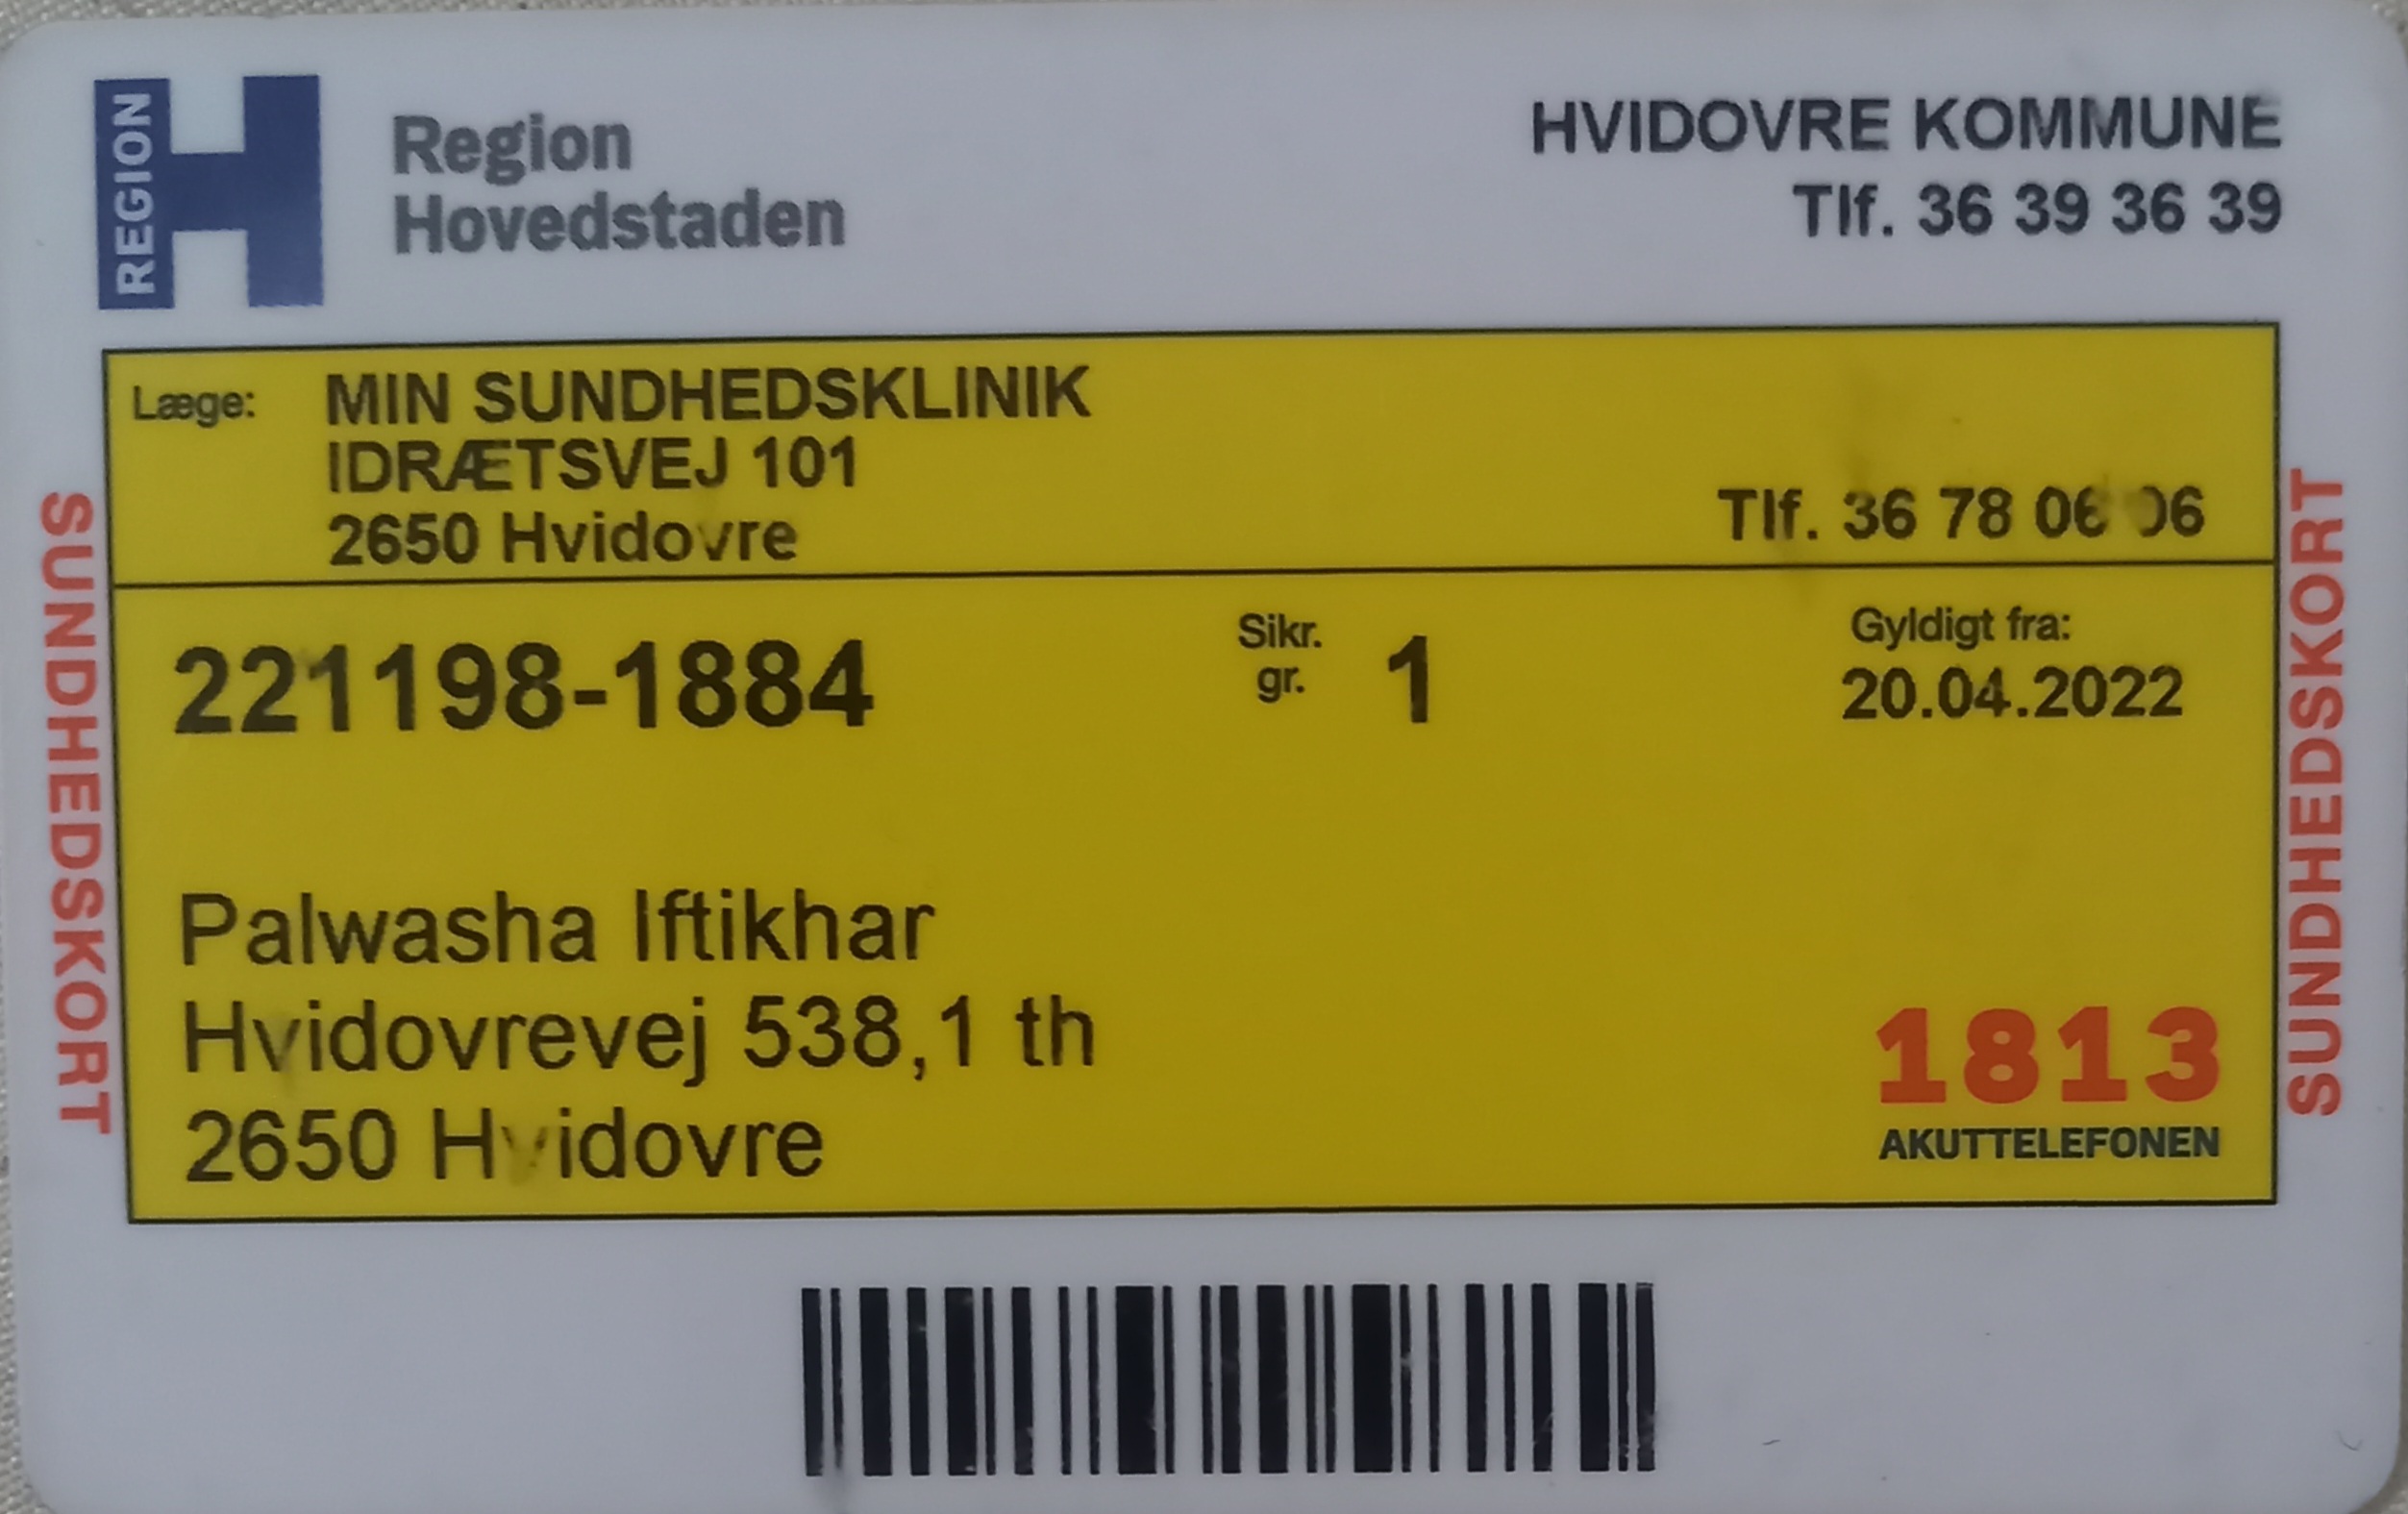 REGION
Region
Hovedstaden
HVIDOVRE KOMMUNE
Tlf. 36 39 36 39
Læge: MIN SUNDHEDSKLINIK
IDRÆTSVEJ 101
2650 Hvidovre
Tlf. 36 78 06 06
221198-1884
Sikr.
gr. 1
Gyldigt fra:
20.04.2022
Palwasha Iftikhar
Hvidovrevej 538,1 th
2650 Hvidovre
1813
AKUTTELEFONEN
SUNDHEDSKORT
SUNDHEDSKORT